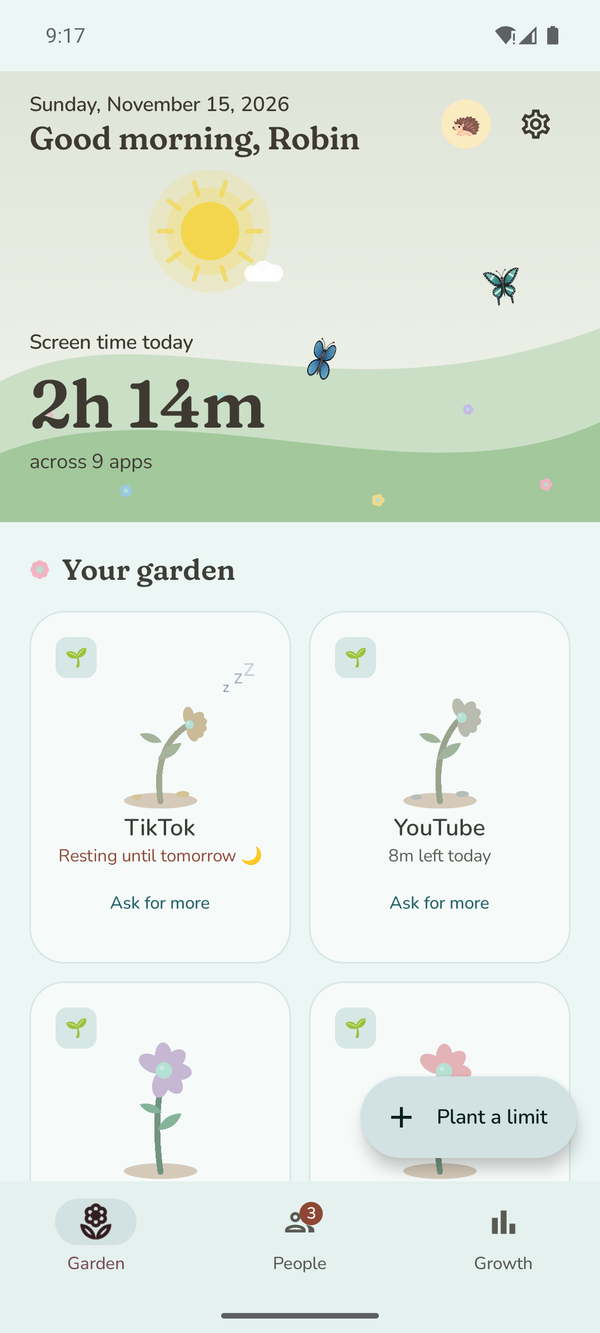 9:17
Sunday, November 15, 2026
Good morning, Robin
Screen time today
2h 14m
across 9 apps
Your garden
z z Z
TikTok
Resting until tomorrow 🌙
Ask for more
YouTube
8m left today
Ask for more
+ Plant a limit
Garden
3
People
Growth